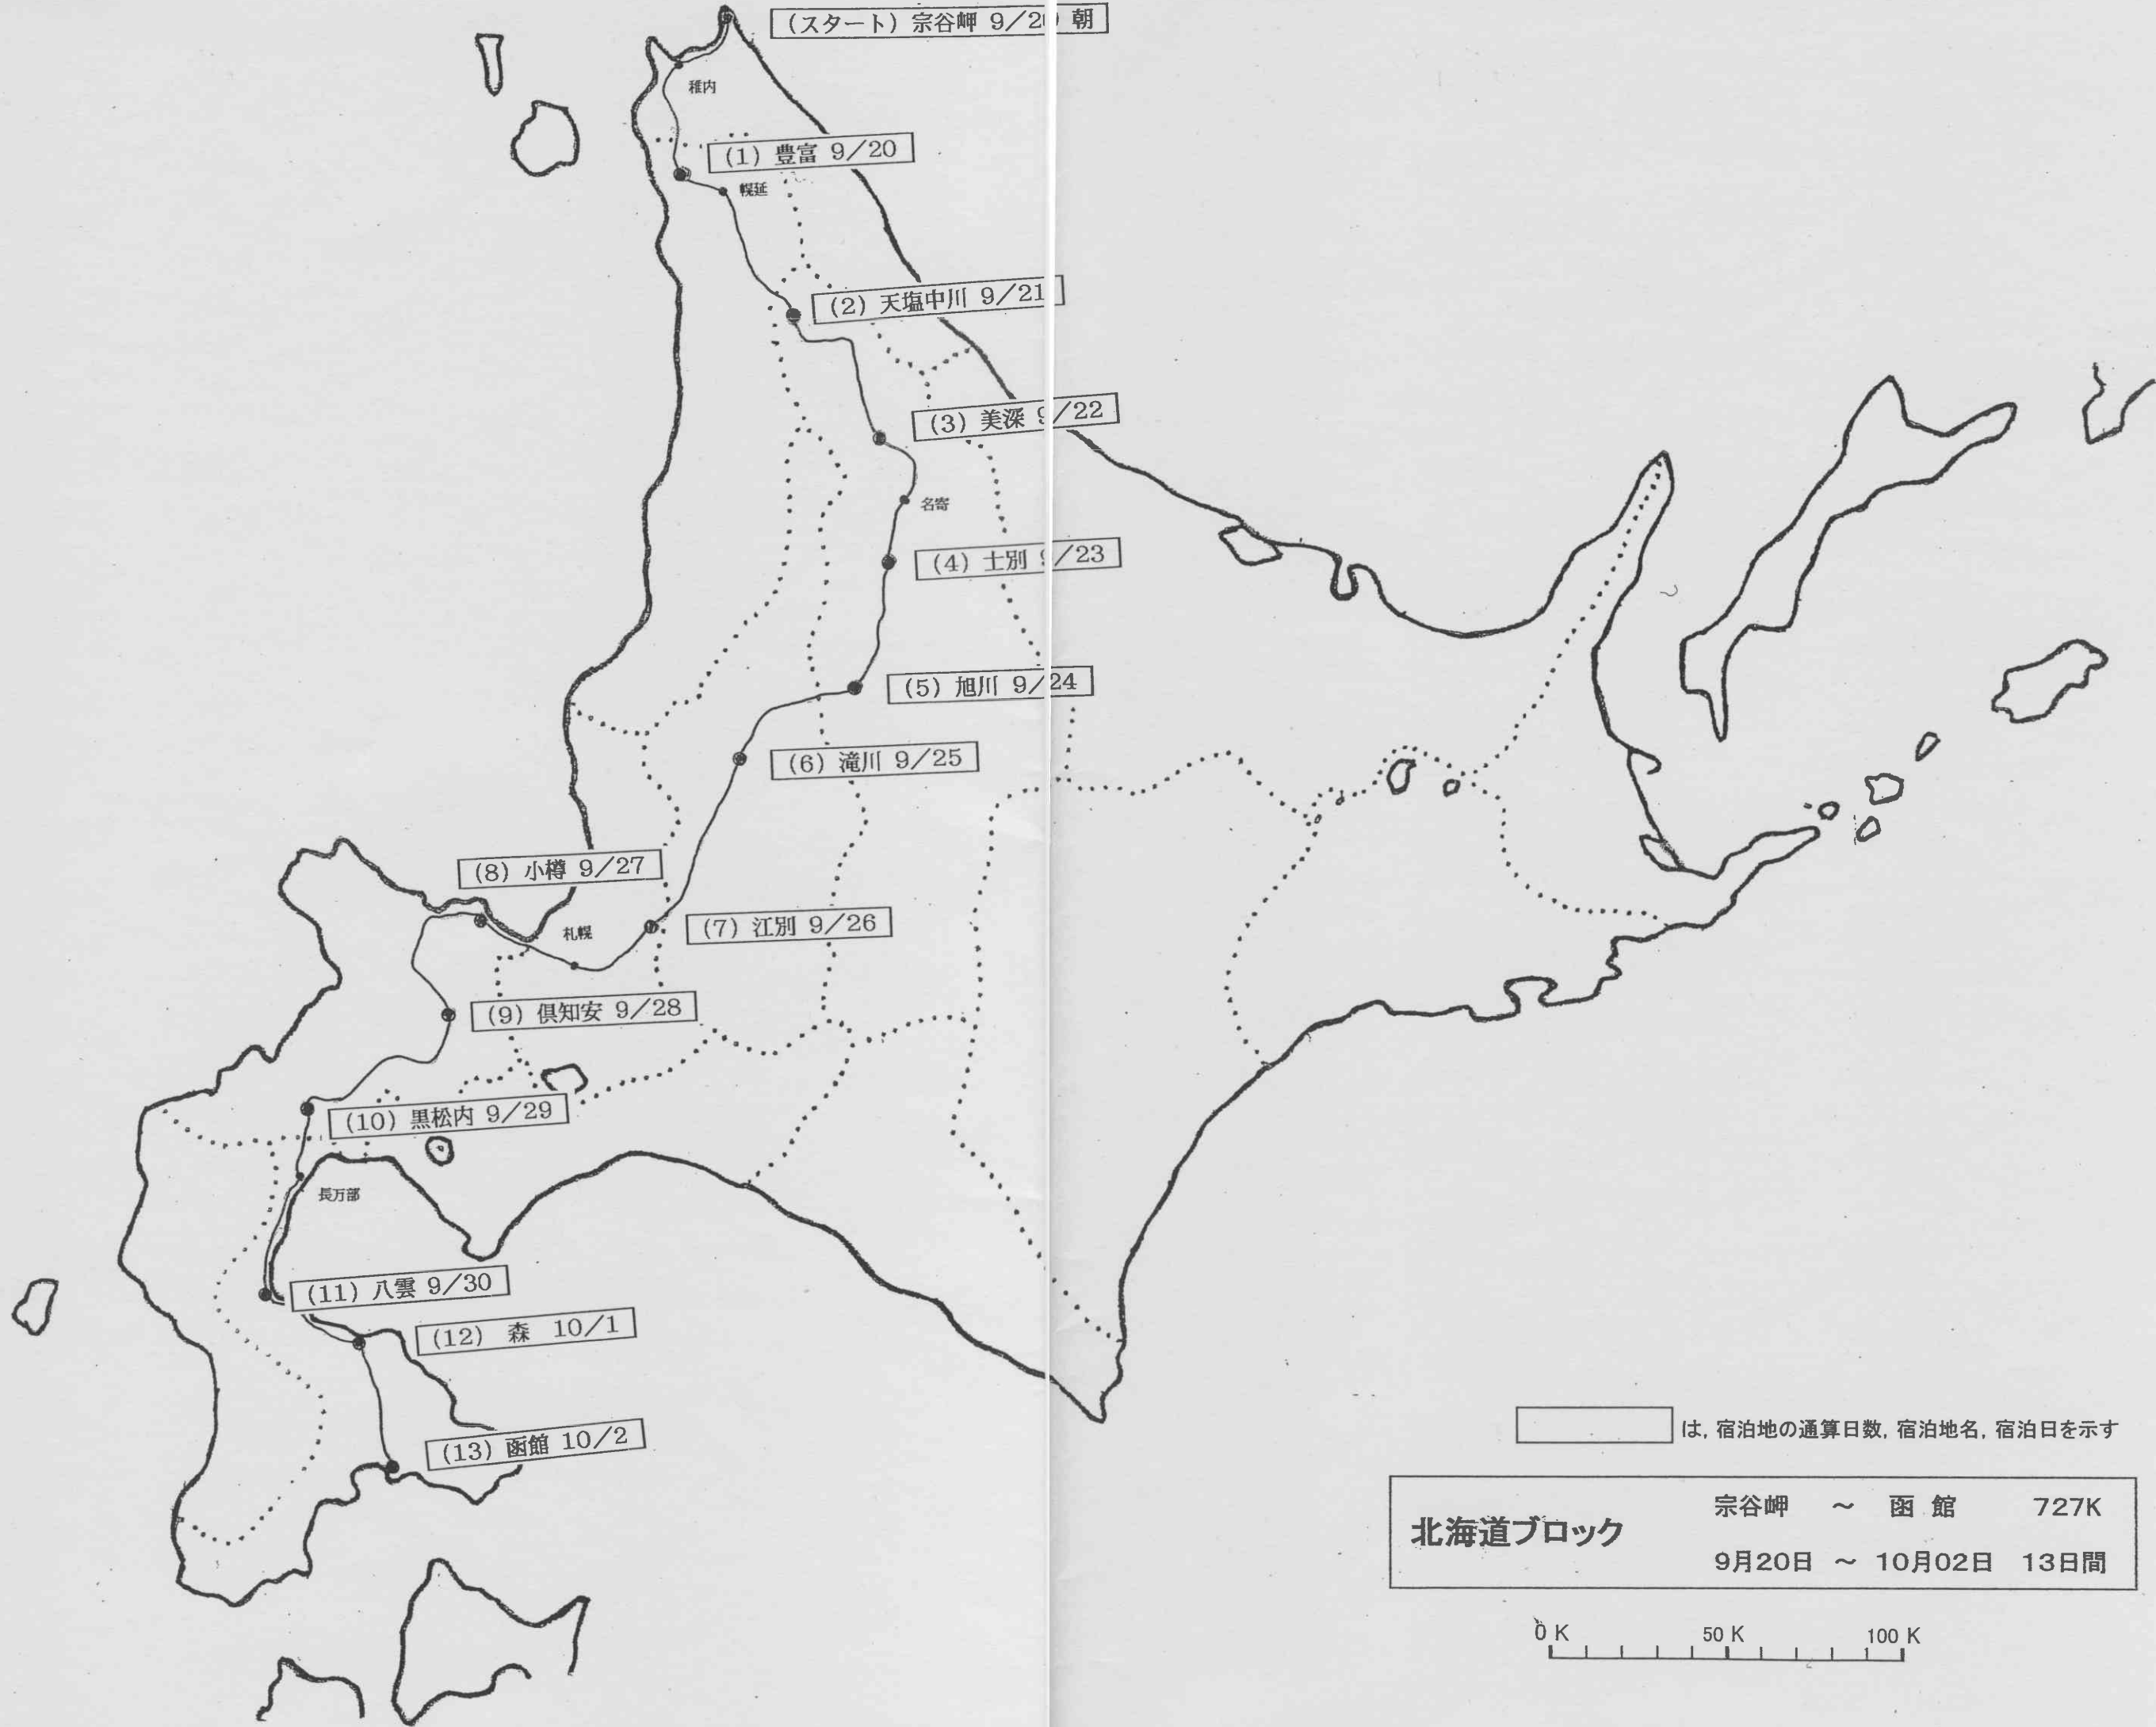 (スタート) 宗谷岬 9/20 朝
稚内
(1) 豊富 9/20
幌延
(2) 天塩中川 9/21
(3) 美深 9/22
名寄
(4) 士別 9/23
(5) 旭川 9/24
(6) 滝川 9/25
(8) 小樽 9/27
(7) 江別 9/26
札幌
(9) 倶知安 9/28
(10) 黒松内 9/29
長万部
(11) 八雲 9/30
(12) 森 10/1
(13) 函館 10/2
は, 宿泊地の通算日数, 宿泊地名, 宿泊日を示す
北海道ブロック
宗谷岬 ～ 函館 727K
9月20日 ～ 10月02日 13日間
0 K 50 K 100 K